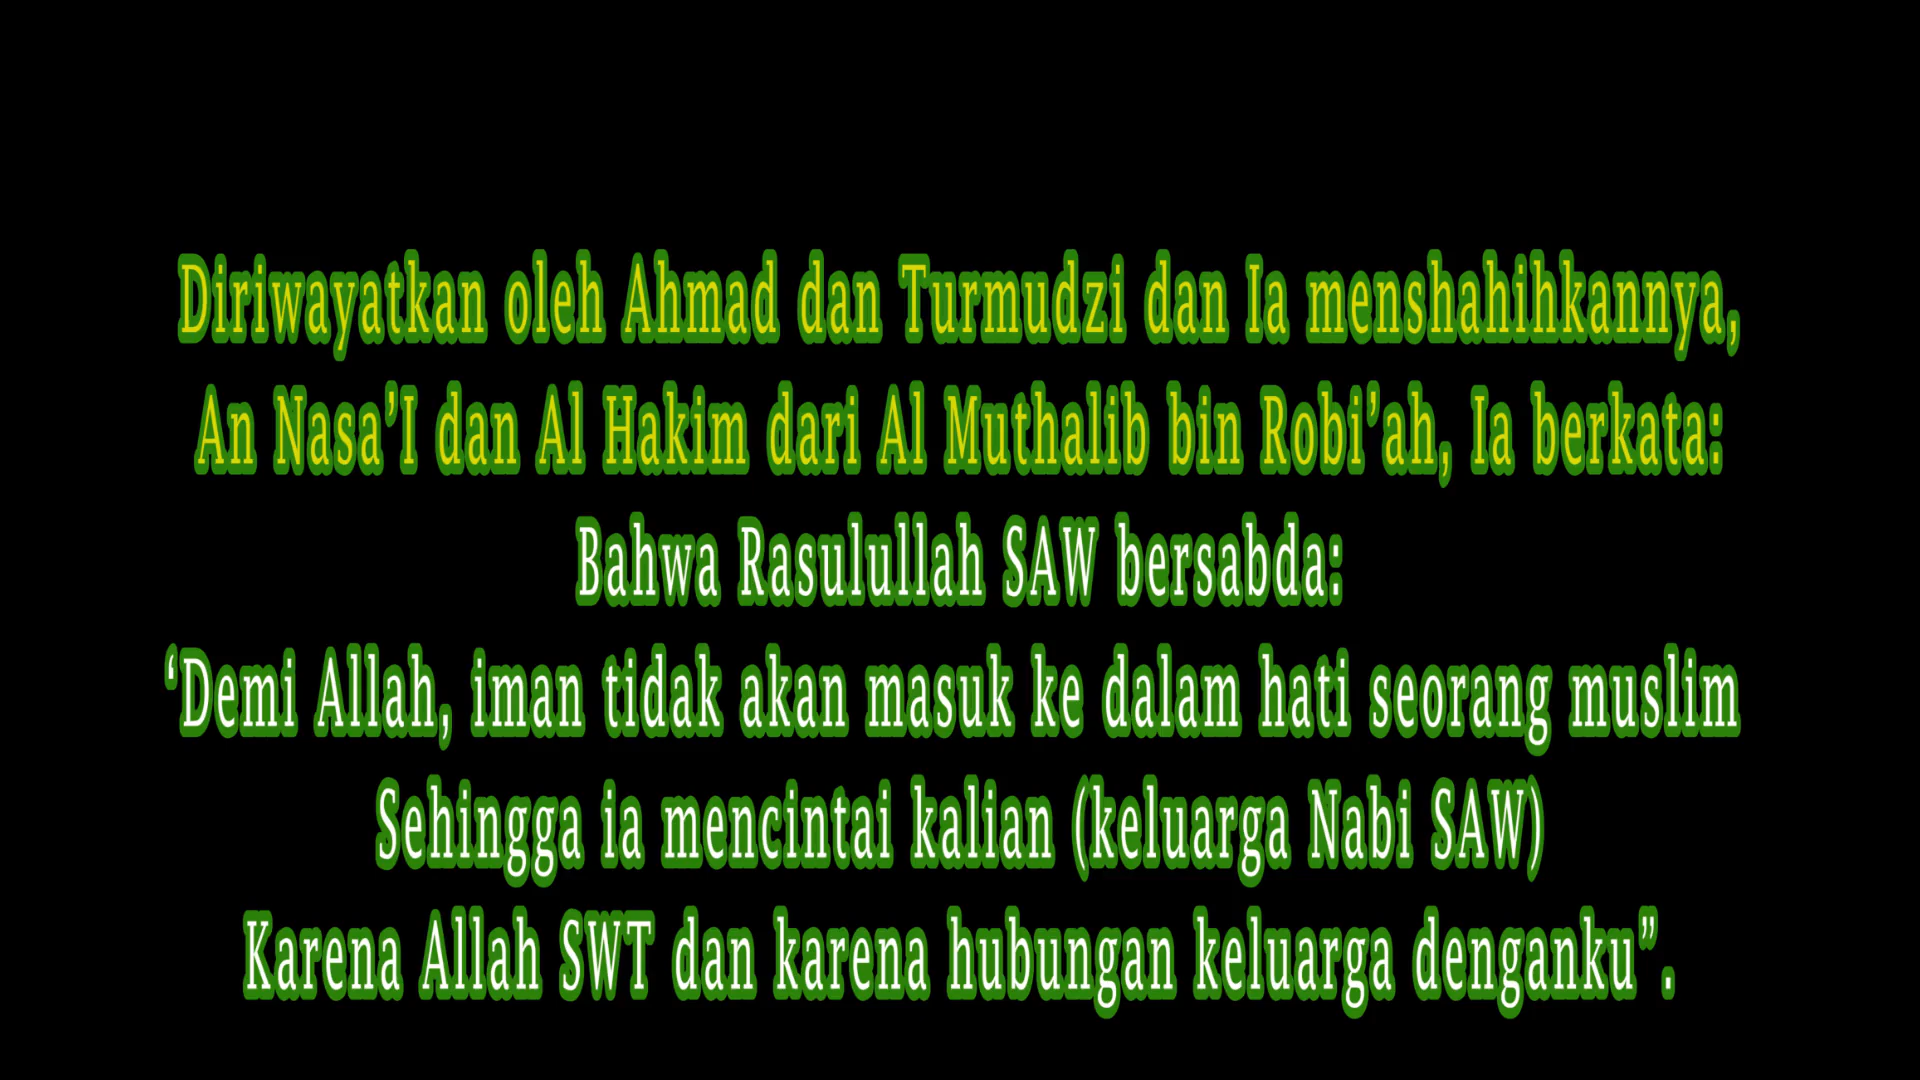 Diriwayatkan oleh Ahmad dan Turmudzi dan Ia menshahihkannya,
An Nasa’I dan Al Hakim dari Al Muthalib bin Robi’ah, Ia berkata:
Bahwa Rasulullah SAW bersabda:
‘Demi Allah, iman tidak akan masuk ke dalam hati seorang muslim
Sehingga ia mencintai kalian (keluarga Nabi SAW)
Karena Allah SWT dan karena hubungan keluarga denganku”.